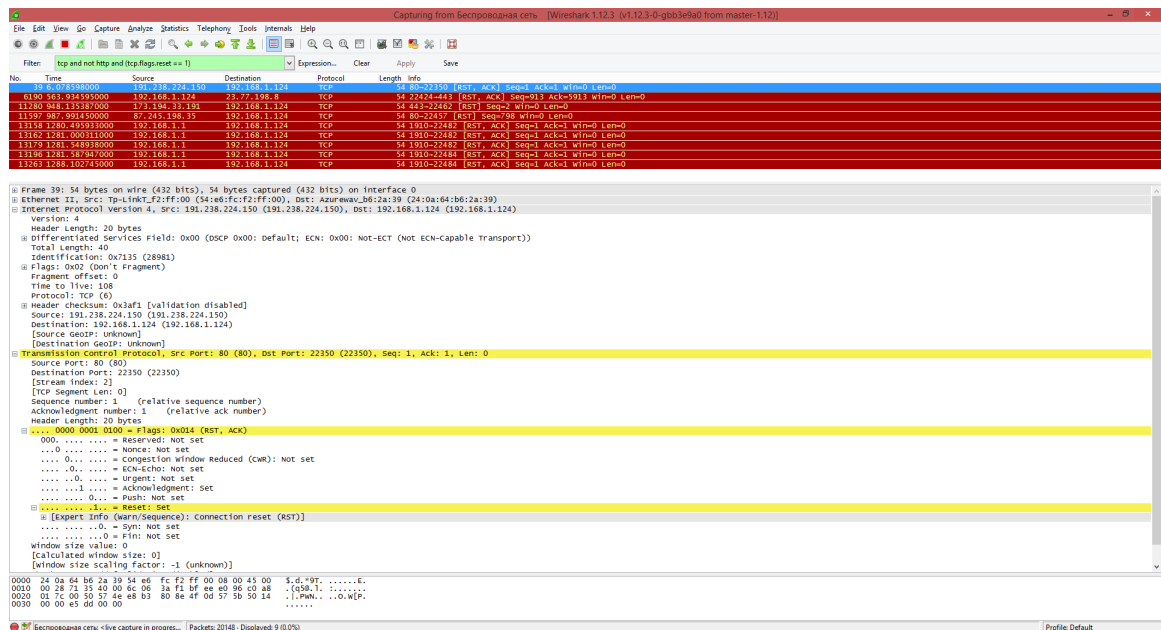 Capturing from Беспроводная сеть [Wireshark 1.12.3 (v1.12.3-0-gbb3e9a0 from master-1.12)]
File Edit View Go Capture Analyze Statistics Telephony Tools Internals Help
Filter: tcp and not http and (tcp.flags.reset == 1) Expression... Clear Apply Save
No. Time Source Destination Protocol Length Info
39 6.078598000 191.238.224.150 192.168.1.124 TCP 54 80→22350 [RST, ACK] Seq=1 Ack=1 Win=0 Len=0
6190 563.934595000 192.168.1.124 23.77.198.8 TCP 54 22424→443 [RST, ACK] Seq=913 Ack=5913 Win=0 Len=0
11280 948.135387000 173.194.33.191 192.168.1.124 TCP 54 443→22462 [RST] Seq=2 Win=0 Len=0
11597 987.991450000 87.245.198.35 192.168.1.124 TCP 54 80→22457 [RST] Seq=798 Win=0 Len=0
13158 1280.495933000 192.168.1.1 192.168.1.124 TCP 54 1910→22482 [RST, ACK] Seq=1 Ack=1 Win=0 Len=0
13162 1281.000311000 192.168.1.1 192.168.1.124 TCP 54 1910→22482 [RST, ACK] Seq=1 Ack=1 Win=0 Len=0
13179 1281.548938000 192.168.1.1 192.168.1.124 TCP 54 1910→22482 [RST, ACK] Seq=1 Ack=1 Win=0 Len=0
13196 1281.587947000 192.168.1.1 192.168.1.124 TCP 54 1910→22484 [RST, ACK] Seq=1 Ack=1 Win=0 Len=0
13263 1288.102745000 192.168.1.1 192.168.1.124 TCP 54 1910→22484 [RST, ACK] Seq=1 Ack=1 Win=0 Len=0
Frame 39: 54 bytes on wire (432 bits), 54 bytes captured (432 bits) on interface 0
Ethernet II, Src: Tp-LinkT_f2:ff:00 (54:e6:fc:f2:ff:00), Dst: Azurewav_b6:2a:39 (24:0a:64:b6:2a:39)
Internet Protocol Version 4, Src: 191.238.224.150 (191.238.224.150), Dst: 192.168.1.124 (192.168.1.124)
Version: 4
Header Length: 20 bytes
Differentiated Services Field: 0x00 (DSCP 0x00: Default; ECN: 0x00: Not-ECT (Not ECN-Capable Transport))
Total Length: 40
Identification: 0x7135 (28981)
Flags: 0x02 (Don't Fragment)
Fragment offset: 0
Time to live: 108
Protocol: TCP (6)
Header checksum: 0x3af1 [validation disabled]
Source: 191.238.224.150 (191.238.224.150)
Destination: 192.168.1.124 (192.168.1.124)
[Source GeoIP: Unknown]
[Destination GeoIP: Unknown]
Transmission Control Protocol, Src Port: 80 (80), Dst Port: 22350 (22350), Seq: 1, Ack: 1, Len: 0
Source Port: 80 (80)
Destination Port: 22350 (22350)
[Stream index: 2]
[TCP Segment Len: 0]
Sequence number: 1 (relative sequence number)
Acknowledgment number: 1 (relative ack number)
Header Length: 20 bytes
.... 0000 0001 0100 = Flags: 0x014 (RST, ACK)
000. .... .... = Reserved: Not set
...0 .... .... = Nonce: Not set
.... 0... .... = Congestion Window Reduced (CWR): Not set
.... .0.. .... = ECN-Echo: Not set
.... ..0. .... = Urgent: Not set
.... ...1 .... = Acknowledgment: Set
.... .... 0... = Push: Not set
.... .... .1.. = Reset: Set
[Expert Info (Warn/Sequence): Connection reset (RST)]
.... .... ..0. = Syn: Not set
.... .... ...0 = Fin: Not set
Window size value: 0
[Calculated window size: 0]
[Window size scaling factor: -1 (unknown)]
0000 24 0a 64 b6 2a 39 54 e6 fc f2 ff 00 08 00 45 00 $.d.*9T. ......E.
0010 00 28 71 35 40 00 6c 06 3a f1 bf ee e0 96 c0 a8 .(q5@.l. :.......
0020 01 7c 00 50 57 4e e8 b3 80 8e 4f 0d 57 5b 50 14 .|.PWN.. ..O.W[P.
0030 00 00 e5 dd 00 00 ......
Беспроводная сеть: <live capture in progres... Packets: 20148 · Displayed: 9 (0.0%) Profile: Default